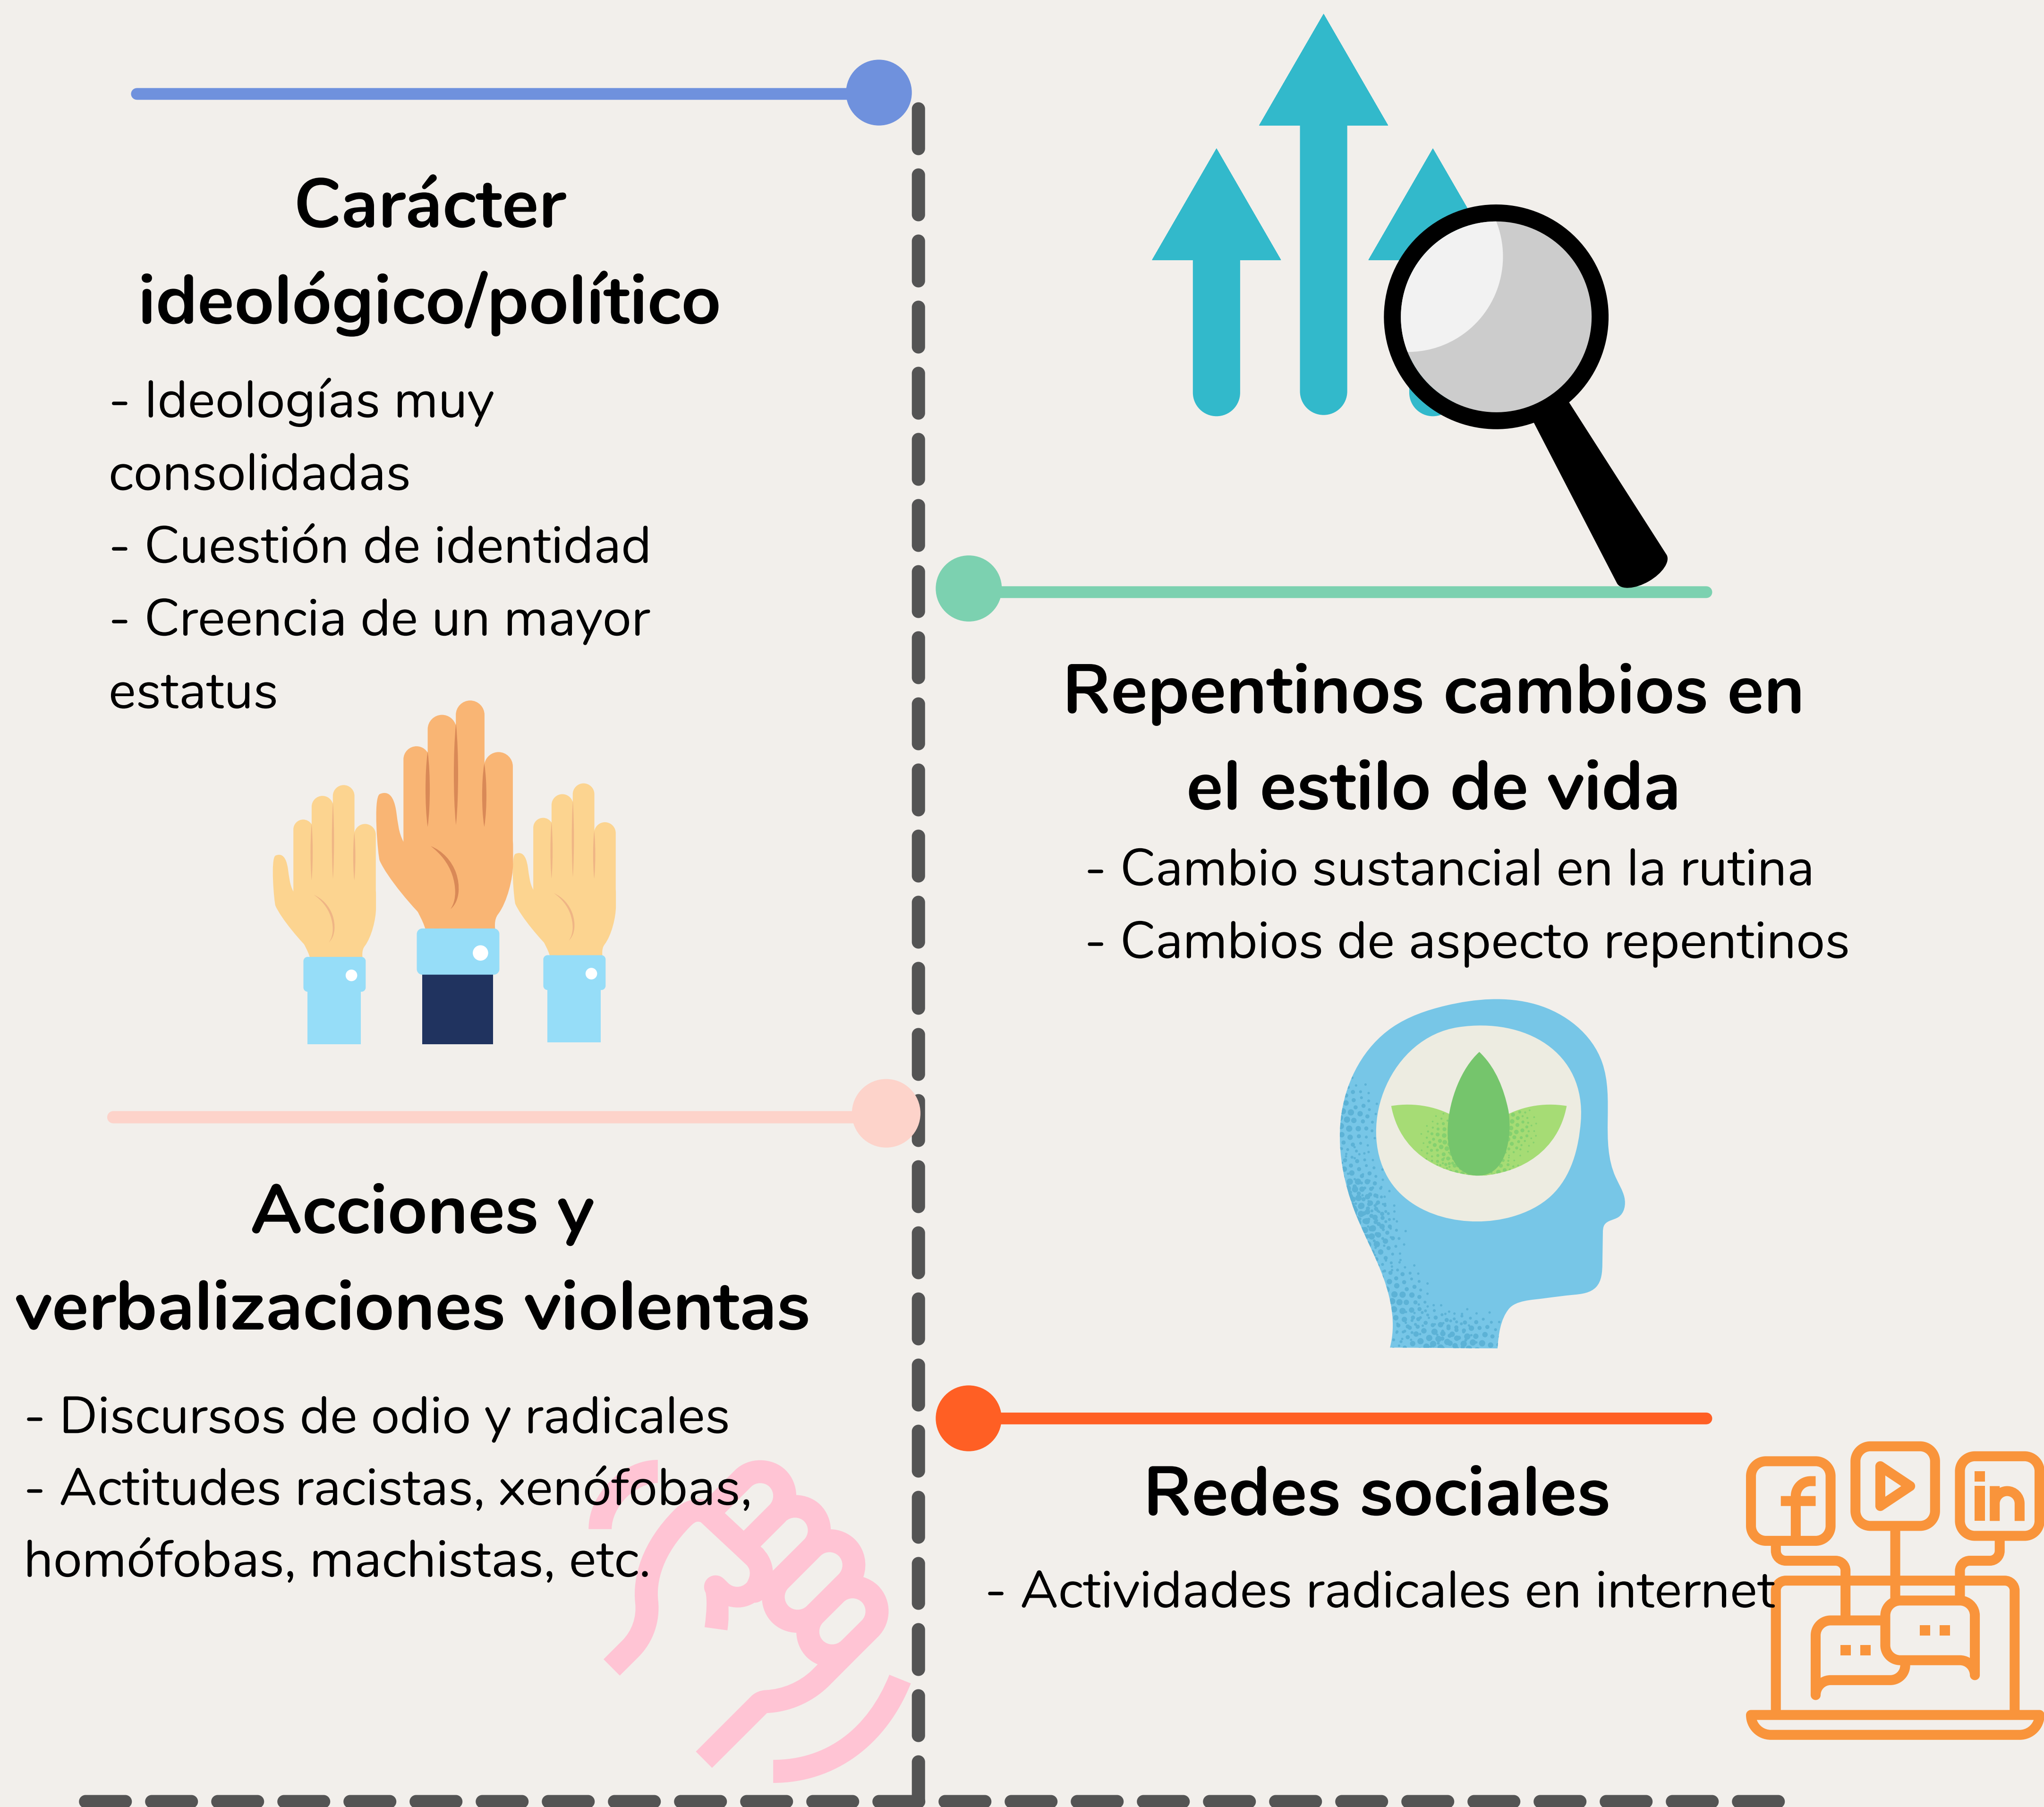 Carácter
ideológico/político
- Ideologías muy
consolidadas
- Cuestión de identidad
- Creencia de un mayor
estatus
Repentinos cambios en
el estilo de vida
- Cambio sustancial en la rutina
- Cambios de aspecto repentinos
Acciones y
verbalizaciones violentas
- Discursos de odio y radicales
- Actitudes racistas, xenófobas,
homófobas, machistas, etc.
Redes sociales
- Actividades radicales en internet
f
in